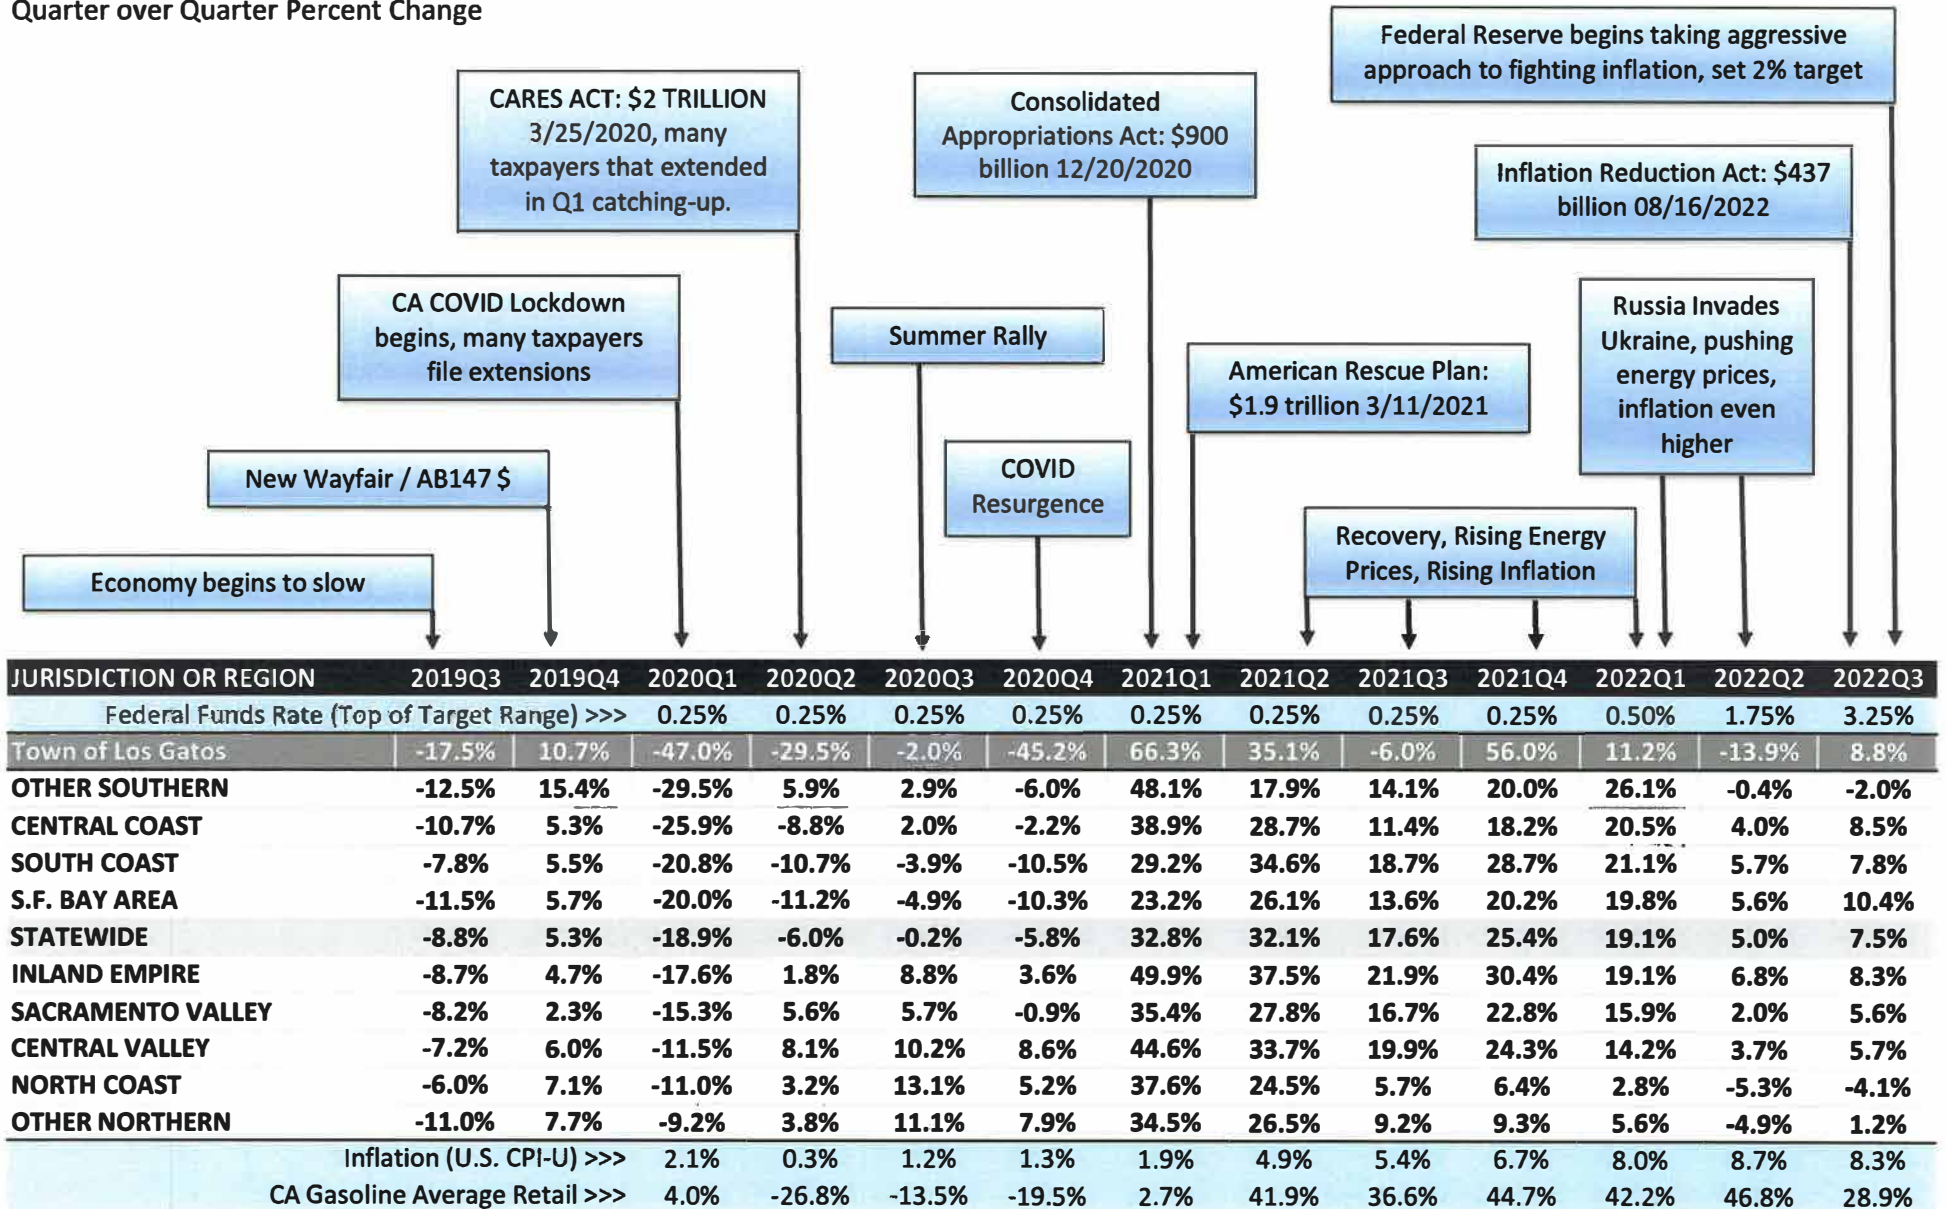 Quarter over Quarter Percent Change
Federal Reserve begins taking aggressive
approach to fighting inflation, set 2% target
CARES ACT: $2 TRILLION
3/25/2020, many
taxpayers that extended
in Q1 catching-up.
Consolidated
Appropriations Act: $900
billion 12/20/2020
Inflation Reduction Act: $437
billion 08/16/2022
CA COVID Lockdown
begins, many taxpayers
file extensions
Summer Rally
Russia Invades
Ukraine, pushing
energy prices,
inflation even
higher
American Rescue Plan:
$1.9 trillion 3/11/2021
New Wayfair / AB147 $
COVID
Resurgence
Recovery, Rising Energy
Prices, Rising Inflation
Economy begins to slow
JURISDICTION OR REGION 2019Q3 2019Q4 2020Q1 2020Q2 2020Q3 2020Q4 2021Q1 2021Q2 2021Q3 2021Q4 2022Q1 2022Q2 2022Q3
Federal Funds Rate (Top of Target Range) >>> 0.25% 0.25% 0.25% 0.25% 0.25% 0.25% 0.25% 0.25% 0.50% 1.75% 3.25%
Town of Los Gatos -17.5% 10.7% -47.0% -29.5% -2.0% -45.2% 66.3% 35.1% -6.0% 56.0% 11.2% -13.9% 8.8%
OTHER SOUTHERN -12.5% 15.4% -29.5% 5.9% 2.9% -6.0% 48.1% 17.9% 14.1% 20.0% 26.1% -0.4% -2.0%
CENTRAL COAST -10.7% 5.3% -25.9% -8.8% 2.0% -2.2% 38.9% 28.7% 11.4% 18.2% 20.5% 4.0% 8.5%
SOUTH COAST -7.8% 5.5% -20.8% -10.7% -3.9% -10.5% 29.2% 34.6% 18.7% 28.7% 21.1% 5.7% 7.8%
S.F. BAY AREA -11.5% 5.7% -20.0% -11.2% -4.9% -10.3% 23.2% 26.1% 13.6% 20.2% 19.8% 5.6% 10.4%
STATEWIDE -8.8% 5.3% -18.9% -6.0% -0.2% -5.8% 32.8% 32.1% 17.6% 25.4% 19.1% 5.0% 7.5%
INLAND EMPIRE -8.7% 4.7% -17.6% 1.8% 8.8% 3.6% 49.9% 37.5% 21.9% 30.4% 19.1% 6.8% 8.3%
SACRAMENTO VALLEY -8.2% 2.3% -15.3% 5.6% 5.7% -0.9% 35.4% 27.8% 16.7% 22.8% 15.9% 2.0% 5.6%
CENTRAL VALLEY -7.2% 6.0% -11.5% 8.1% 10.2% 8.6% 44.6% 33.7% 19.9% 24.3% 14.2% 3.7% 5.7%
NORTH COAST -6.0% 7.1% -11.0% 3.2% 13.1% 5.2% 37.6% 24.5% 5.7% 6.4% 2.8% -5.3% -4.1%
OTHER NORTHERN -11.0% 7.7% -9.2% 3.8% 11.1% 7.9% 34.5% 26.5% 9.2% 9.3% 5.6% -4.9% 1.2%
Inflation (U.S. CPI-U) >>> 2.1% 0.3% 1.2% 1.3% 1.9% 4.9% 5.4% 6.7% 8.0% 8.7% 8.3%
CA Gasoline Average Retail >>> 4.0% -26.8% -13.5% -19.5% 2.7% 41.9% 36.6% 44.7% 42.2% 46.8% 28.9%